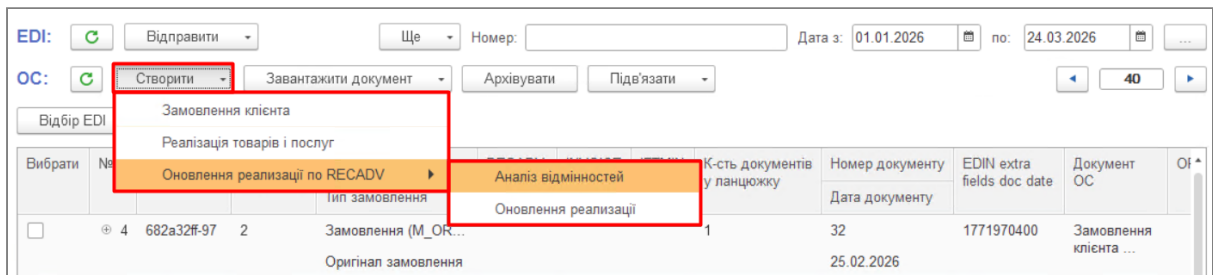 EDI: Відправити Ще Номер: Дата з: 01.01.2026 по: 24.03.2026 ...
ОС: Створити Завантажити документ Архівувати Підв'язати 40
Відбір EDI Замовлення клієнта
Реалізація товарів і послуг
Вибрати К-сть документів у ланцюжку Номер документу EDIN extra fields doc date Документ ОС
Оновлення реализації по RECADV Аналіз відмінностей
Тип замовлення Оновлення реализації Дата документу
4 682a32ff-97 2 Замовлення (M_OR... 1 32 1771970400 Замовлення клієнта ...
Оригінал замовлення 25.02.2026